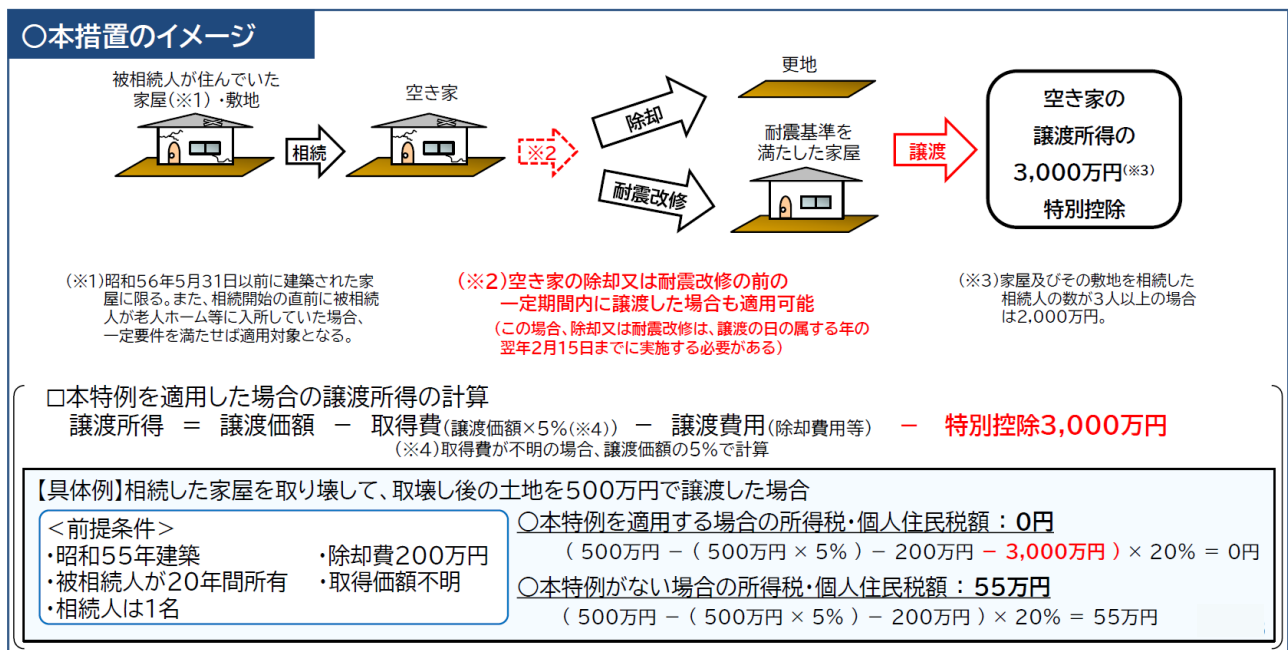 ○本措置のイメージ
被相続人が住んでいた
家屋(※1)・敷地
相続
空き家
※2
除却
耐震改修
更地
耐震基準を
満たした家屋
譲渡
空き家の
譲渡所得の
3,000万円(※3)
特別控除
(※1)昭和56年5月31日以前に建築された家
屋に限る。また、相続開始の直前に被相続
人が老人ホーム等に入所していた場合、
一定要件を満たせば適用対象となる。
(※2)空き家の除却又は耐震改修の前の
一定期間内に譲渡した場合も適用可能
(この場合、除却又は耐震改修は、譲渡の日の属する年の
翌年2月15日までに実施する必要がある)
(※3)家屋及びその敷地を相続した
相続人の数が3人以上の場合
は2,000万円。
□本特例を適用した場合の譲渡所得の計算
譲渡所得 = 譲渡価額 − 取得費(譲渡価額×5%(※4)) − 譲渡費用(除却費用等) − 特別控除3,000万円
(※4)取得費が不明の場合、譲渡価額の5%で計算
【具体例】相続した家屋を取り壊して、取壊し後の土地を500万円で譲渡した場合
<前提条件>
・昭和55年建築 ・除却費200万円
・被相続人が20年間所有 ・取得価額不明
・相続人は1名
○本特例を適用する場合の所得税・個人住民税額:0円
( 500万円 − ( 500万円 × 5% ) − 200万円 − 3,000万円 ) × 20% = 0円
○本特例がない場合の所得税・個人住民税額:55万円
( 500万円 − ( 500万円 × 5% ) − 200万円 ) × 20% = 55万円